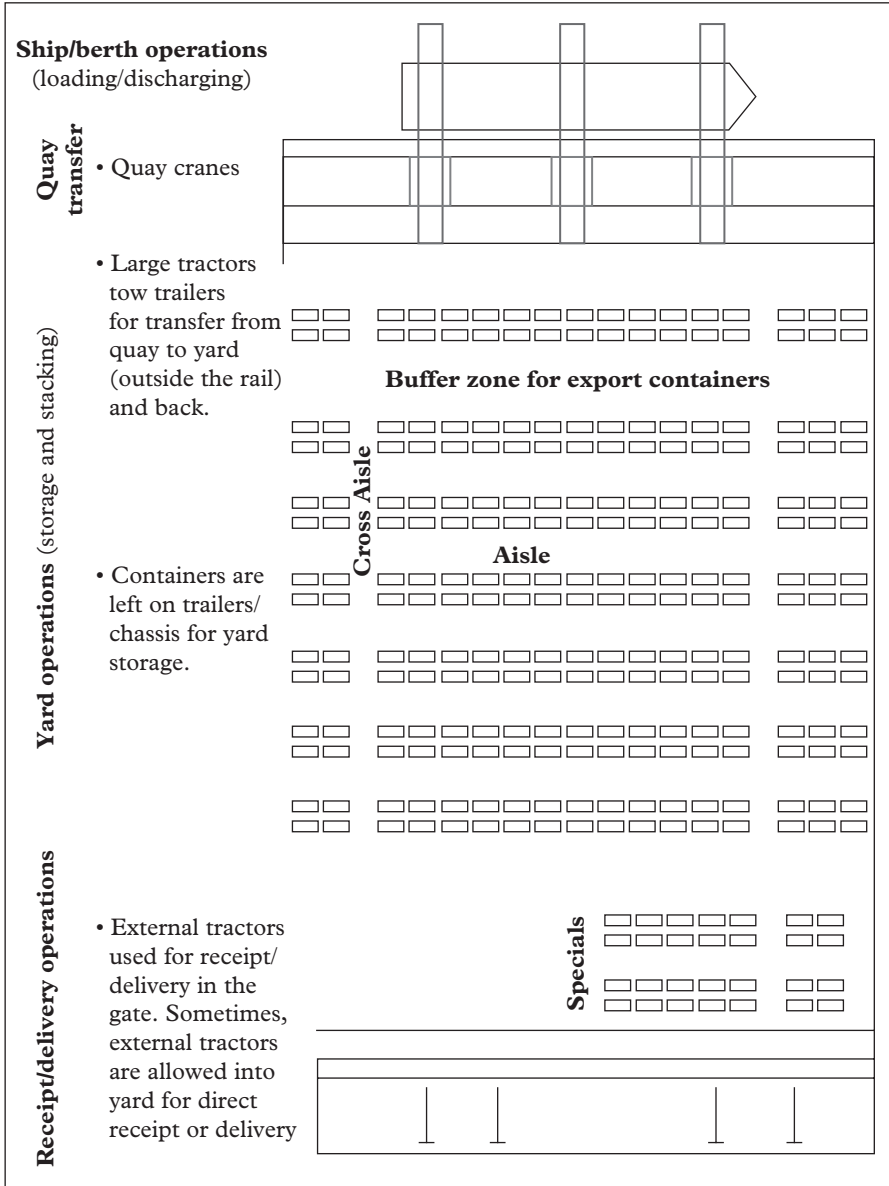 Ship/berth operations
(loading/discharging)
Quay
transfer
• Quay cranes
• Large tractors
tow trailers
for transfer from
quay to yard
(outside the rail)
and back.
Yard operations (storage and stacking)
Buffer zone for export containers
Cross Aisle
Aisle
• Containers are
left on trailers/
chassis for yard
storage.
Receipt/delivery operations
• External tractors
used for receipt/
delivery in the
gate. Sometimes,
external tractors
are allowed into
yard for direct
receipt or delivery
Specials